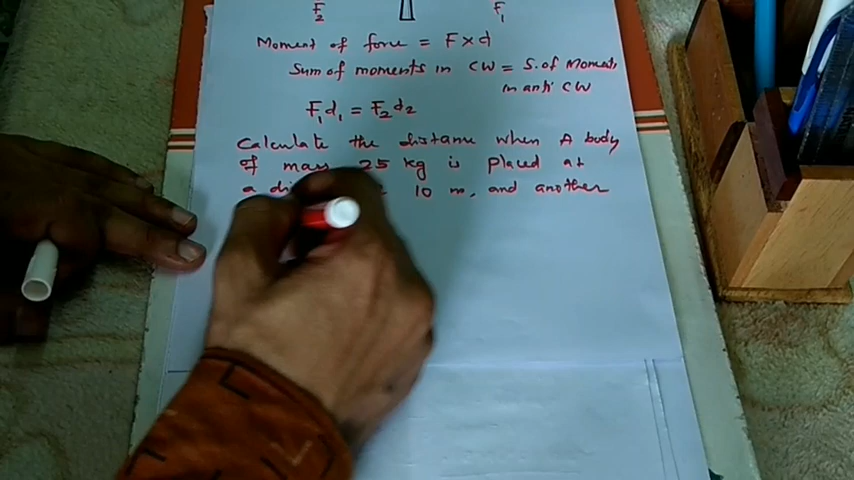 F2 F1
Moment of force = F×d
Sum of moments in CW = S. of Moments
in anti CW
F1d1 = F2d2
Calculate the distance when A body
of mass 25 kg is placed at
a 10 m, and another